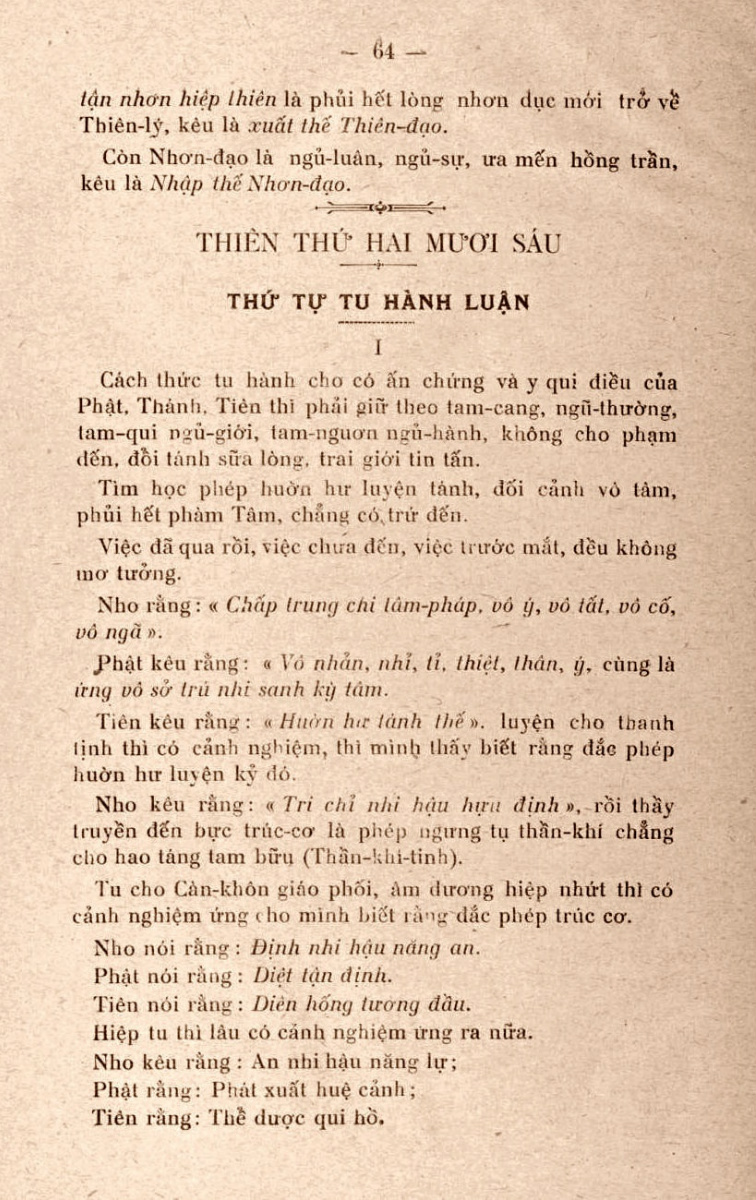 — 64 —
tận nhơn hiệp thiên là phủi hết lòng nhơn dục mới trở về
Thiên-lý, kêu là xuất thế Thiên-đạo.
Còn Nhơn-đạo là ngủ-luân, ngủ-sự, ưa mến hồng trần,
kêu là Nhập thế Nhơn-đạo.
THIÊN THỨ HAI MƯƠI SÁU
THỨ TỰ TU HÀNH LUẬN
I
Cách thức tu hành cho có ấn chứng và y qui điều của
Phật, Thánh, Tiên thì phải giữ theo tam-cang, ngũ-thường,
tam-qui ngủ-giới, tam-nguơn ngủ-hành, không cho phạm
đến, đồi tánh sữa lòng, trai giới tin tấn.
Tìm học phép huờn hư luyện tánh, đối cảnh vô tâm,
phủi hết phàm Tâm, chẳng có trứ đến.
Việc đã qua rồi, việc chưa đến, việc trước mắt, đều không
mơ tưởng.
Nho rằng : « Chấp trung chi tâm-pháp, vô ý, vô tất, vô cố,
vô ngã ».
Phật kêu rằng : « Vô nhản, nhỉ, tỉ, thiệt, thân, ý, cùng là
ứng vô sở trú nhi sanh kỳ tâm.
Tiên kêu rằng : « Huờn hư tánh thế ». luyện cho thanh
tịnh thì có cảnh nghiệm, thì mình thấy biết rằng đắc phép
huờn hư luyện kỷ đó.
Nho kêu rằng : « Tri chỉ nhi hậu hựu định », rồi thầy
truyền đến bực trúc-cơ là phép ngưng tụ thần-khí chẳng
cho hao táng tam bữu (Thần-khí-tinh).
Tu cho Càn-khôn giáo phối, âm dương hiệp nhứt thì có
cảnh nghiệm ứng cho mình biết rằng đắc phép trúc cơ.
Nho nói rằng : Định nhi hậu năng an.
Phật nói rằng : Diệt tận định.
Tiên nói rằng : Diên hống tương đầu.
Hiệp tu thì lâu có cảnh nghiệm ứng ra nữa.
Nho kêu rằng : An nhi hậu năng lự ;
Phật rằng : Phát xuất huệ cảnh ;
Tiên rằng : Thể dược qui hồ.